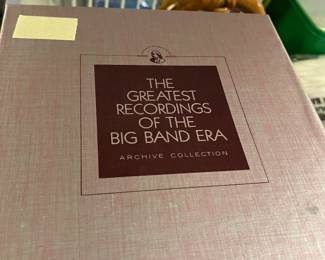 THE
GREATEST
RECORDINGS
OF THE
BIG BAND ERA
ARCHIVE COLLECTION